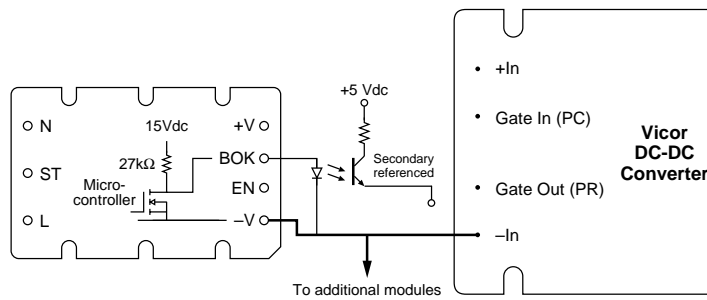 N
ST
L
15Vdc
27kΩ
Micro-
controller
+V
BOK
EN
–V
+5 Vdc
Secondary
referenced
To additional modules
+In
Gate In (PC)
Gate Out (PR)
–In
Vicor
DC-DC
Converter